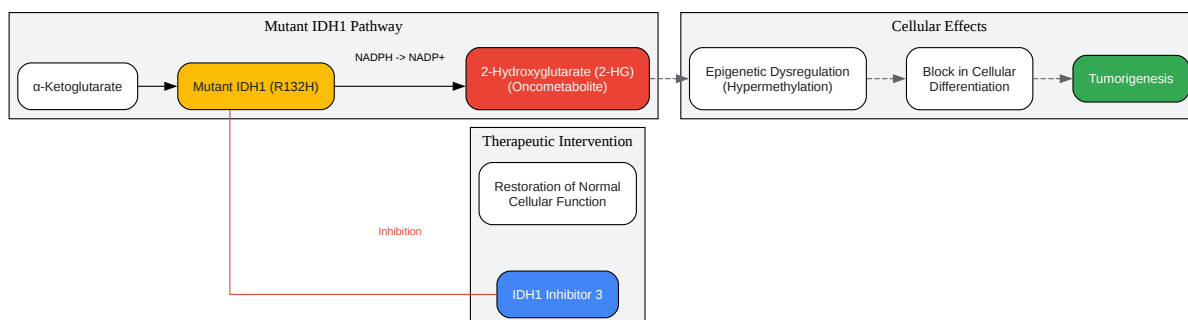 Mutant IDH1 Pathway
α-Ketoglutarate
Mutant IDH1 (R132H)
NADPH -> NADP+
2-Hydroxyglutarate (2-HG)
(Oncometabolite)
Cellular Effects
Epigenetic Dysregulation
(Hypermethylation)
Block in Cellular
Differentiation
Tumorigenesis
Therapeutic Intervention
Restoration of Normal
Cellular Function
Inhibition
IDH1 Inhibitor 3